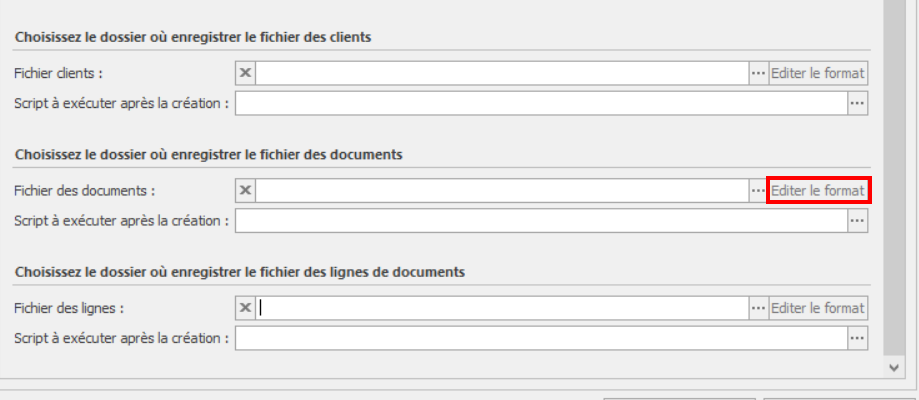 Choisissez le dossier où enregistrer le fichier des clients
Fichier clients : ... Editer le format
Script à exécuter après la création : ...
Choisissez le dossier où enregistrer le fichier des documents
Fichier des documents : ... Editer le format
Script à exécuter après la création : ...
Choisissez le dossier où enregistrer le fichier des lignes de documents
Fichier des lignes : ... Editer le format
Script à exécuter après la création : ...